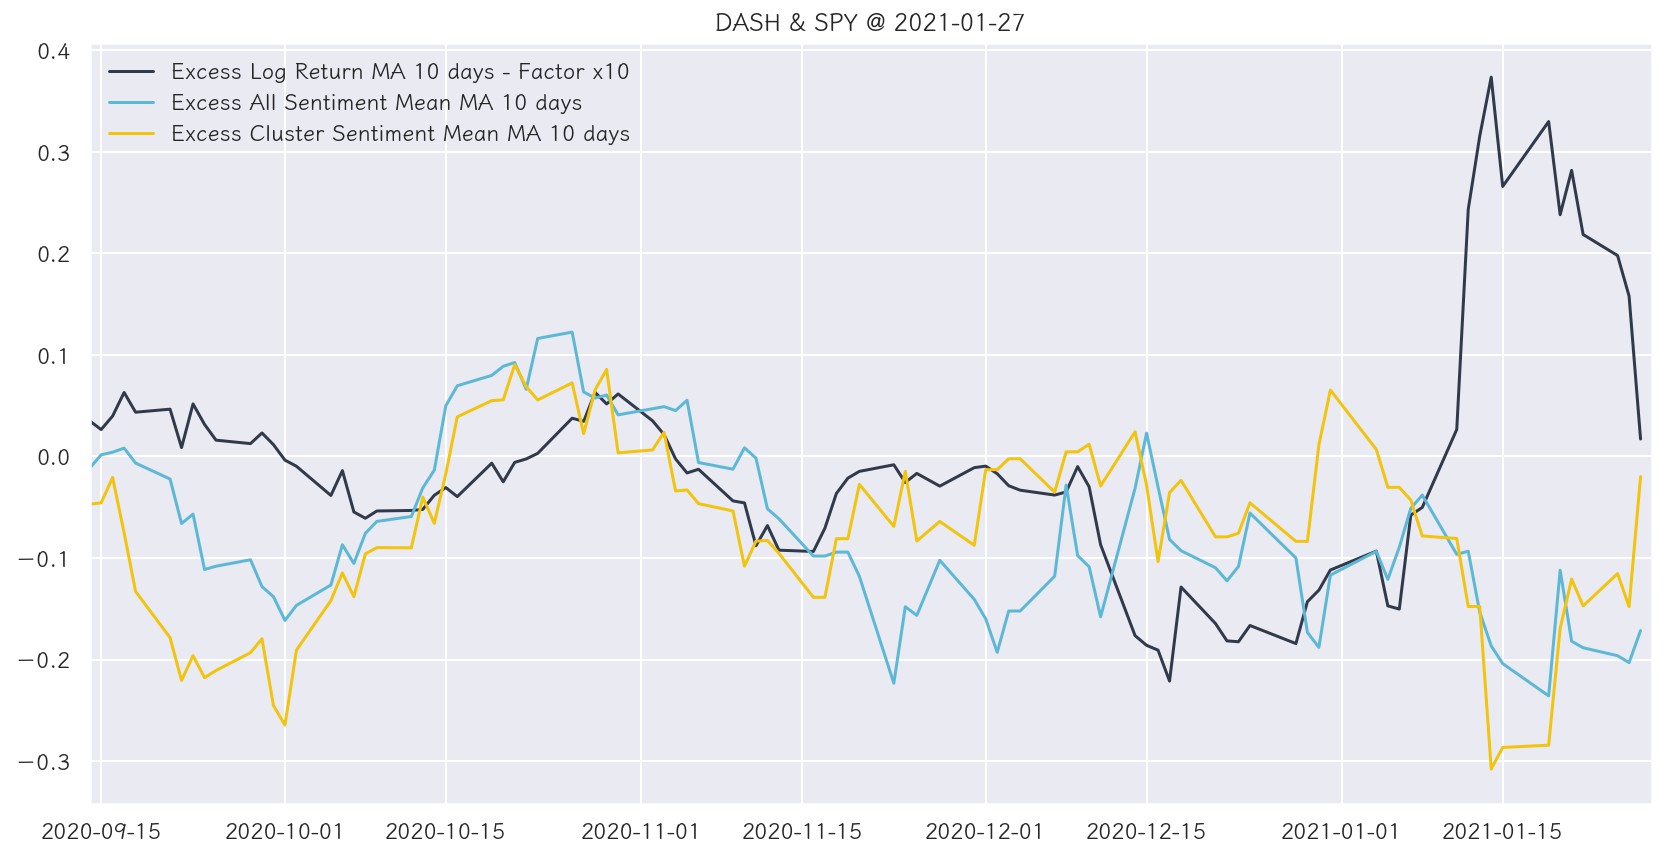 DASH & SPY @ 2021-01-27
0.4
0.3
0.2
0.1
0.0
−0.1
−0.2
−0.3
Excess Log Return MA 10 days - Factor x10
Excess All Sentiment Mean MA 10 days
Excess Cluster Sentiment Mean MA 10 days
2020-09-15 2020-10-01 2020-10-15 2020-11-01 2020-11-15 2020-12-01 2020-12-15 2021-01-01 2021-01-15